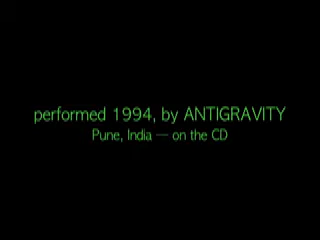 performed 1994, by ANTIGRAVITY
Pune, India — on the CD